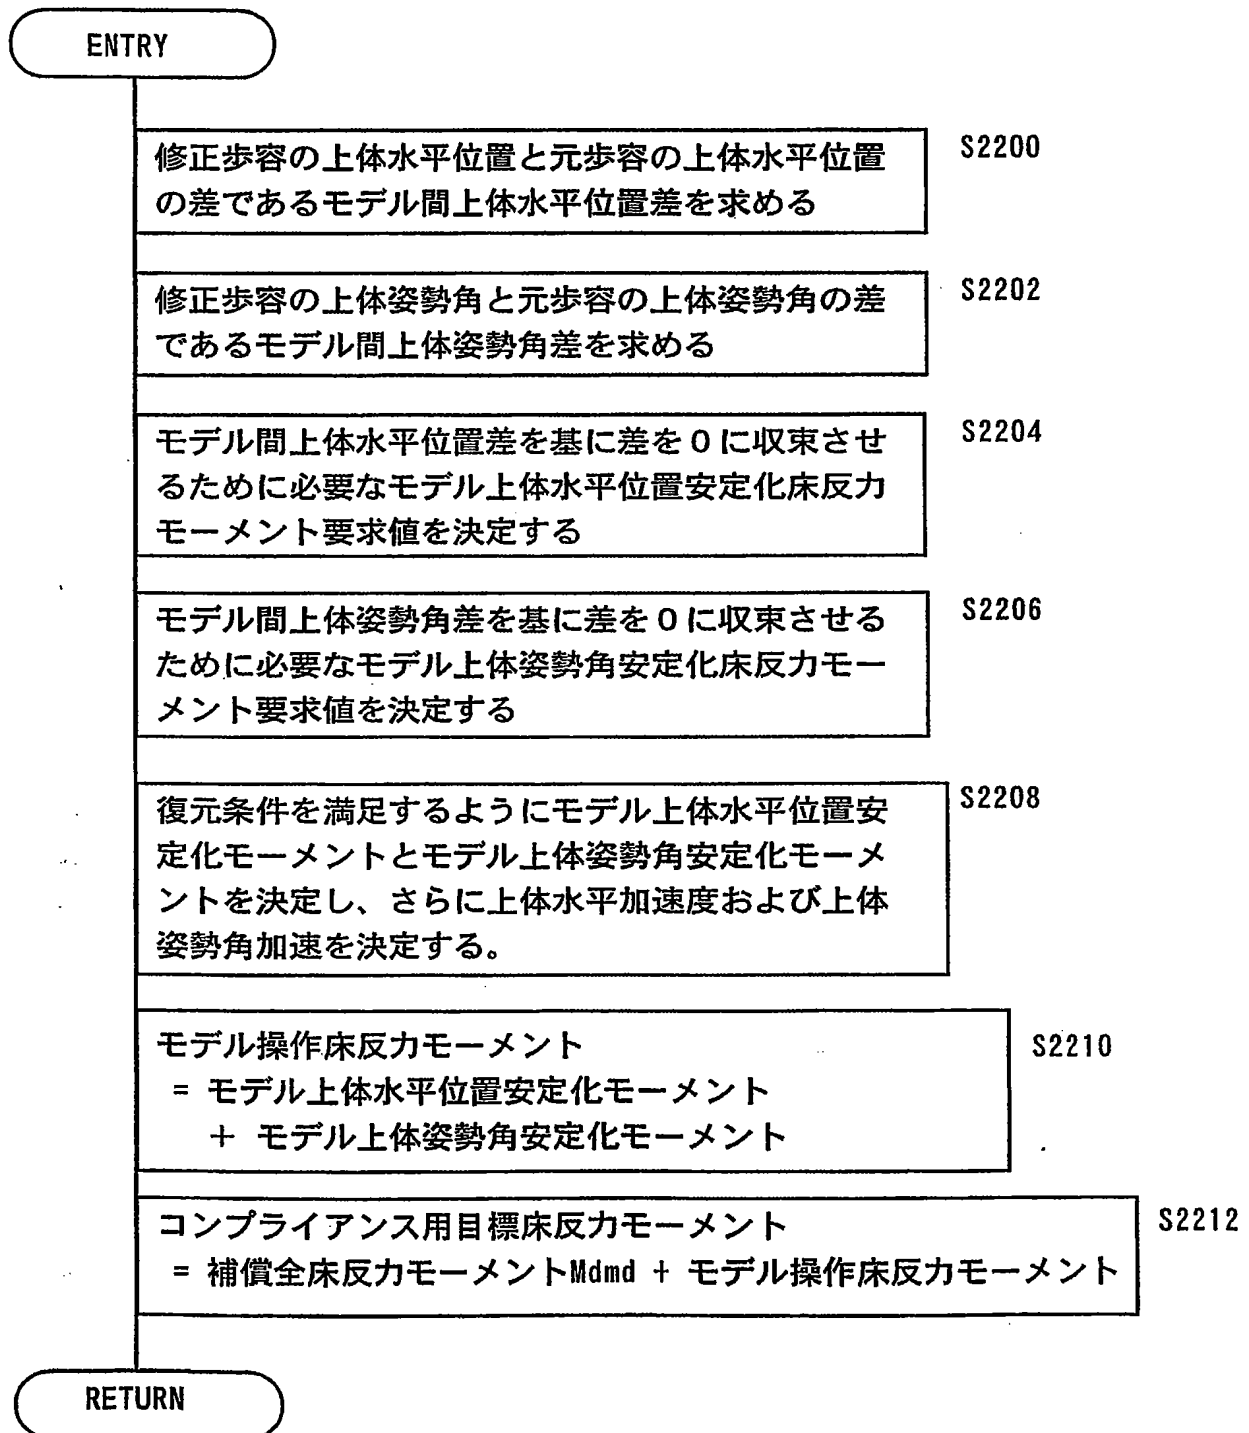 ENTRY
修正歩容の上体水平位置と元歩容の上体水平位置
の差であるモデル間上体水平位置差を求める
S2200
修正歩容の上体姿勢角と元歩容の上体姿勢角の差
であるモデル間上体姿勢角差を求める
S2202
モデル間上体水平位置差を基に差を0に収束させ
るために必要なモデル上体水平位置安定化床反力
モーメント要求値を決定する
S2204
モデル間上体姿勢角差を基に差を0に収束させる
ために必要なモデル上体姿勢角安定化床反力モー
メント要求値を決定する
S2206
復元条件を満足するようにモデル上体水平位置安
定化モーメントとモデル上体姿勢角安定化モーメ
ントを決定し、さらに上体水平加速度および上体
姿勢角加速を決定する。
S2208
モデル操作床反力モーメント
= モデル上体水平位置安定化モーメント
+ モデル上体姿勢角安定化モーメント
S2210
コンプライアンス用目標床反力モーメント
= 補償全床反力モーメントMdmd + モデル操作床反力モーメント
S2212
RETURN